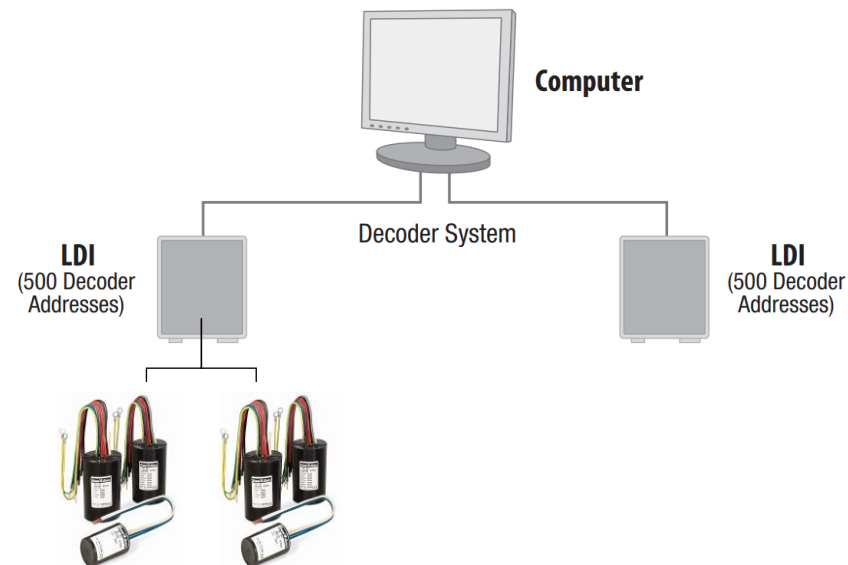 Computer
Decoder System
LDI
(500 Decoder
Addresses)
LDI
(500 Decoder
Addresses)